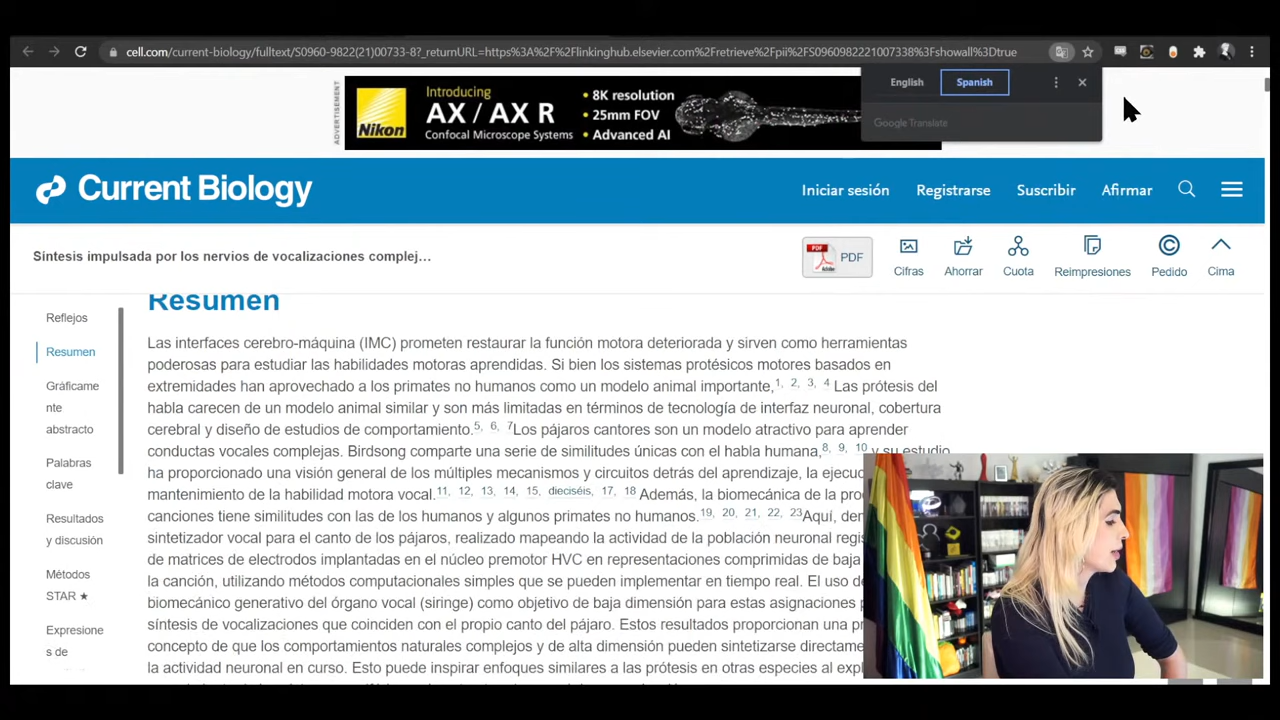 cell.com/current-biology/fulltext/S0960-9822(21)00733-8?_returnURL=https%3A%2F%2Flinkinghub.elsevier.com%2Fretrieve%2Fpii%2FS0960982221007338%3Fshowall%3Dtrue
English
Spanish
Google Translate
ADVERTISEMENT
Nikon
Introducing
AX / AX R
Confocal Microscope Systems
• 8K resolution
• 25mm FOV
• Advanced AI
Current Biology
Iniciar sesión
Registrarse
Suscribir
Afirmar
Síntesis impulsada por los nervios de vocalizaciones complej...
PDF
Adobe
PDF
Cifras
Ahorrar
Cuota
Reimpresiones
Pedido
Cima
Reflejos
Resumen
Gráficame
nte
abstracto
Palabras
clave
Resultados
y discusión
Métodos
STAR ★
Expresione
s de
Resumen
Las interfaces cerebro-máquina (IMC) prometen restaurar la función motora deteriorada y sirven como herramientas
poderosas para estudiar las habilidades motoras aprendidas. Si bien los sistemas protésicos motores basados en
extremidades han aprovechado a los primates no humanos como un modelo animal importante,1, 2, 3, 4 Las prótesis del
habla carecen de un modelo animal similar y son más limitadas en términos de tecnología de interfaz neuronal, cobertura
cerebral y diseño de estudios de comportamiento.5, 6, 7Los pájaros cantores son un modelo atractivo para aprender
conductas vocales complejas. Birdsong comparte una serie de similitudes únicas con el habla humana,8, 9, 10 y su estudio
ha proporcionado una visión general de los múltiples mecanismos y circuitos detrás del aprendizaje, la ejecuc
mantenimiento de la habilidad motora vocal.11, 12, 13, 14, 15, dieciséis, 17, 18 Además, la biomecánica de la pro
canciones tiene similitudes con las de los humanos y algunos primates no humanos.19, 20, 21, 22, 23Aquí, den
sintetizador vocal para el canto de los pájaros, realizado mapeando la actividad de la población neuronal regis
de matrices de electrodos implantadas en el núcleo premotor HVC en representaciones comprimidas de baja
la canción, utilizando métodos computacionales simples que se pueden implementar en tiempo real. El uso de
biomecánico generativo del órgano vocal (siringe) como objetivo de baja dimensión para estas asignaciones
síntesis de vocalizaciones que coinciden con el propio canto del pájaro. Estos resultados proporcionan una pr
concepto de que los comportamientos naturales complejos y de alta dimensión pueden sintetizarse directame
la actividad neuronal en curso. Esto puede inspirar enfoques similares a las prótesis en otras especies al expl